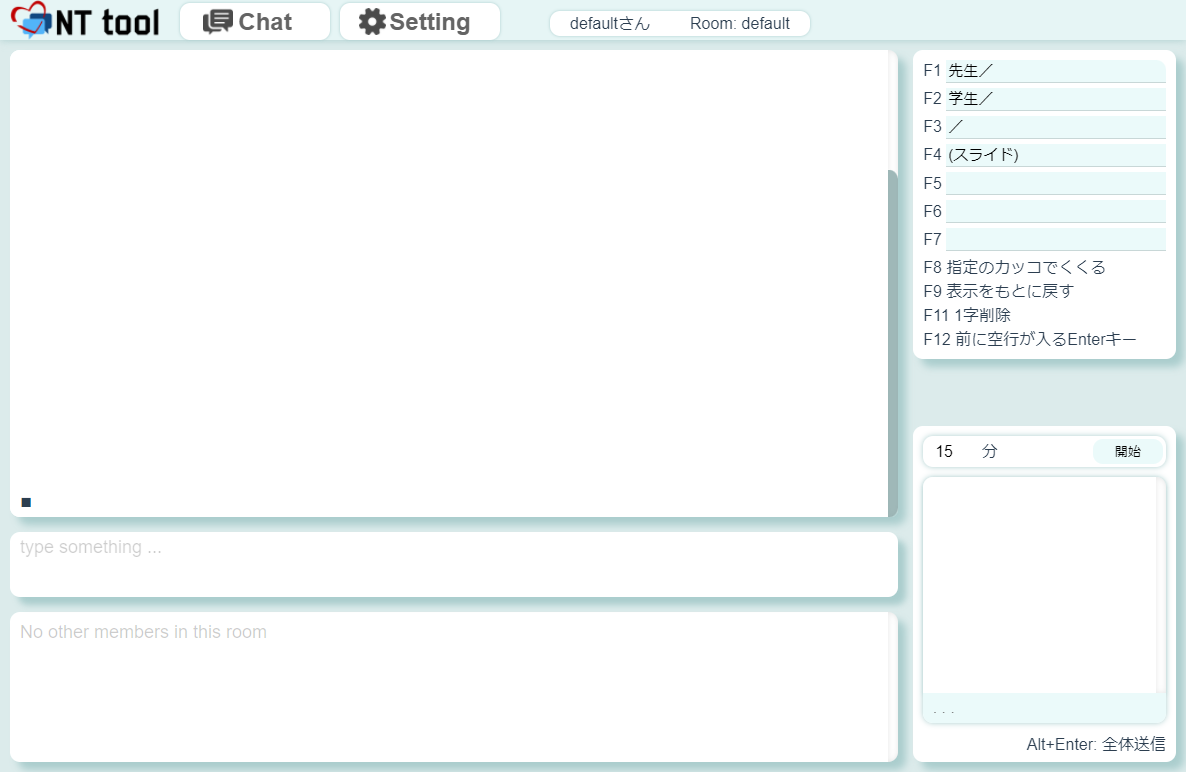 NT tool
Chat
Setting
defaultさん Room: default
type something ...
No other members in this room
F1 先生／
F2 学生／
F3 ／
F4 (スライド)
F5
F6
F7
F8 指定のカッコでくくる
F9 表示をもとに戻す
F11 1字削除
F12 前に空行が入るEnterキー
15 分 開始
. . .
Alt+Enter: 全体送信